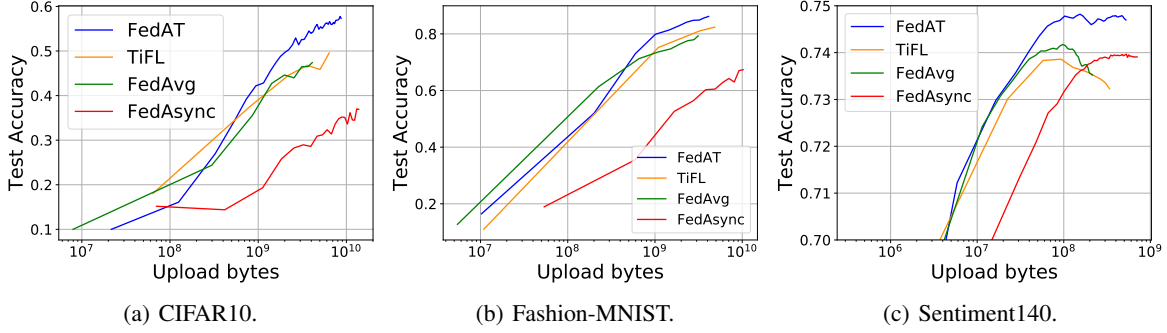 0.6
0.5
0.4
0.3
0.2
0.1
Test Accuracy
FedAT
TiFL
FedAvg
FedAsync
10^7
10^8
10^9
10^10
Upload bytes
(a) CIFAR10.
0.8
0.6
0.4
0.2
Test Accuracy
FedAT
TiFL
FedAvg
FedAsync
10^7
10^8
10^9
10^10
Upload bytes
(b) Fashion-MNIST.
0.75
0.74
0.73
0.72
0.71
0.70
Test Accuracy
FedAT
TiFL
FedAvg
FedAsync
10^6
10^7
10^8
10^9
Upload bytes
(c) Sentiment140.